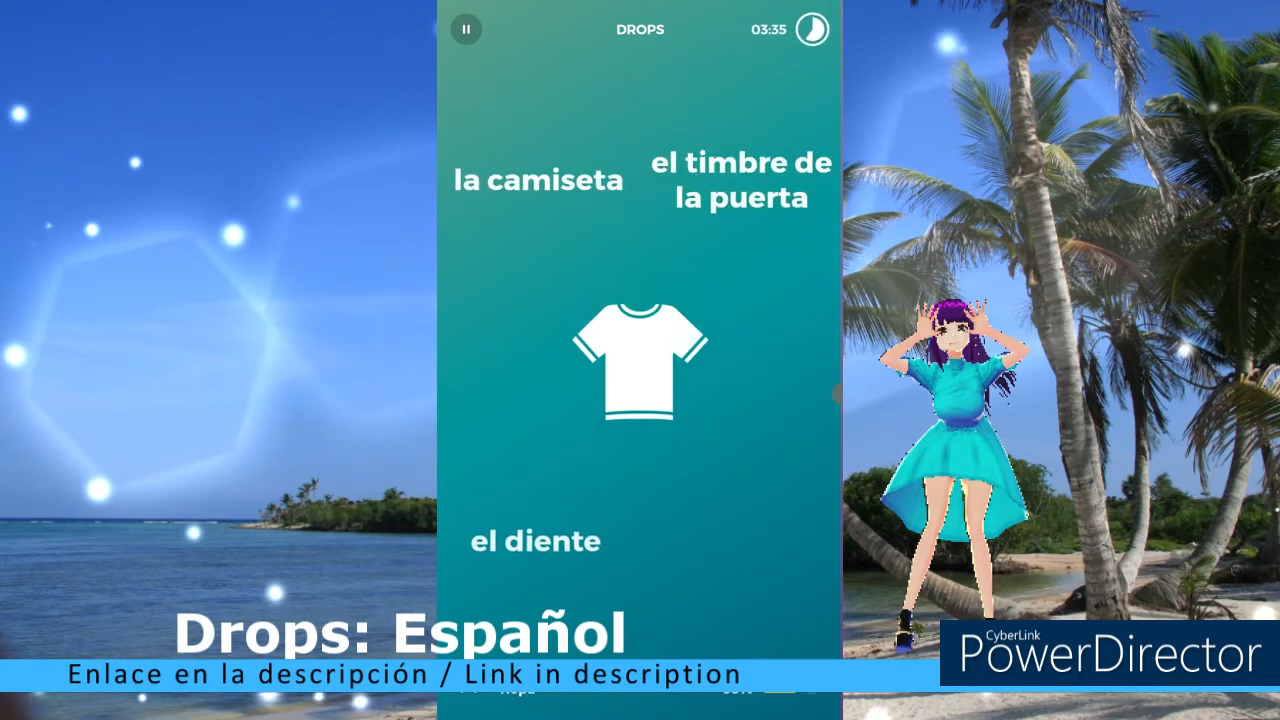 DROPS
03:35
la camiseta
el timbre de
la puerta
el diente
Drops: Español
Enlace en la descripción / Link in description
CyberLink
PowerDirector